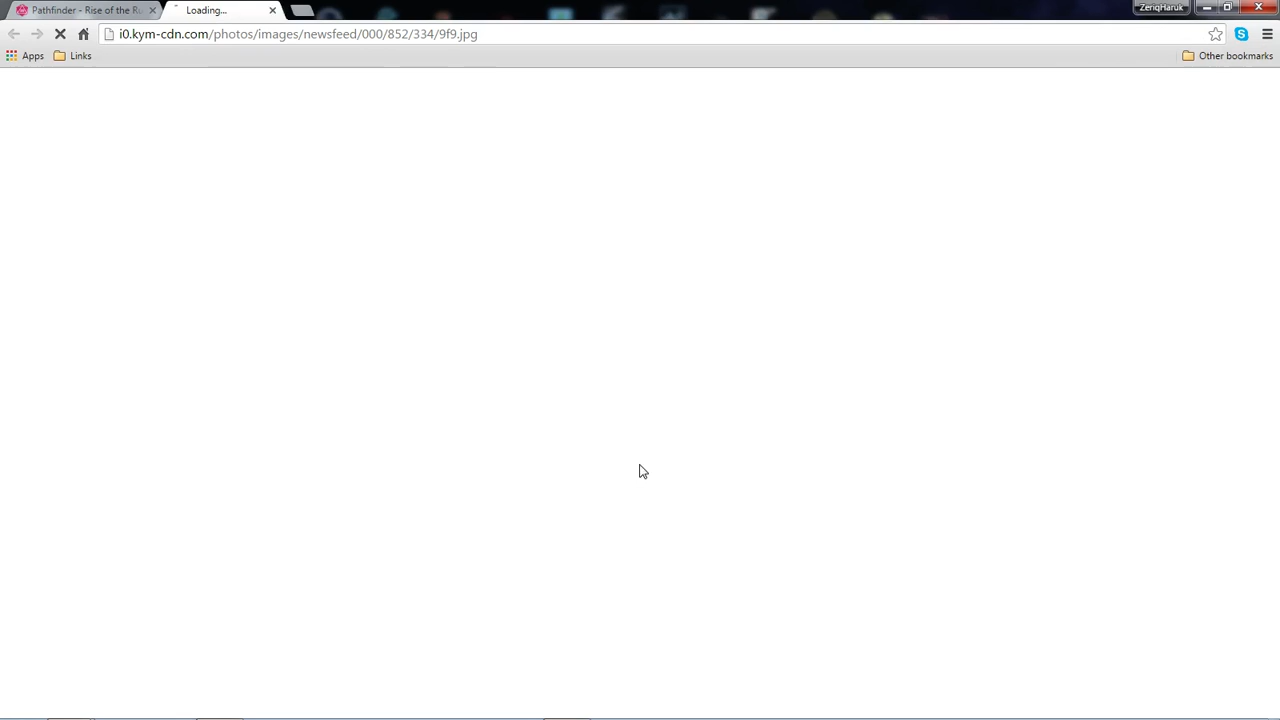 Pathfinder - Rise of the Ru
Loading...
ZeriqHaruk
i0.kym-cdn.com/photos/images/newsfeed/000/852/334/9f9.jpg
Apps
Links
Other bookmarks